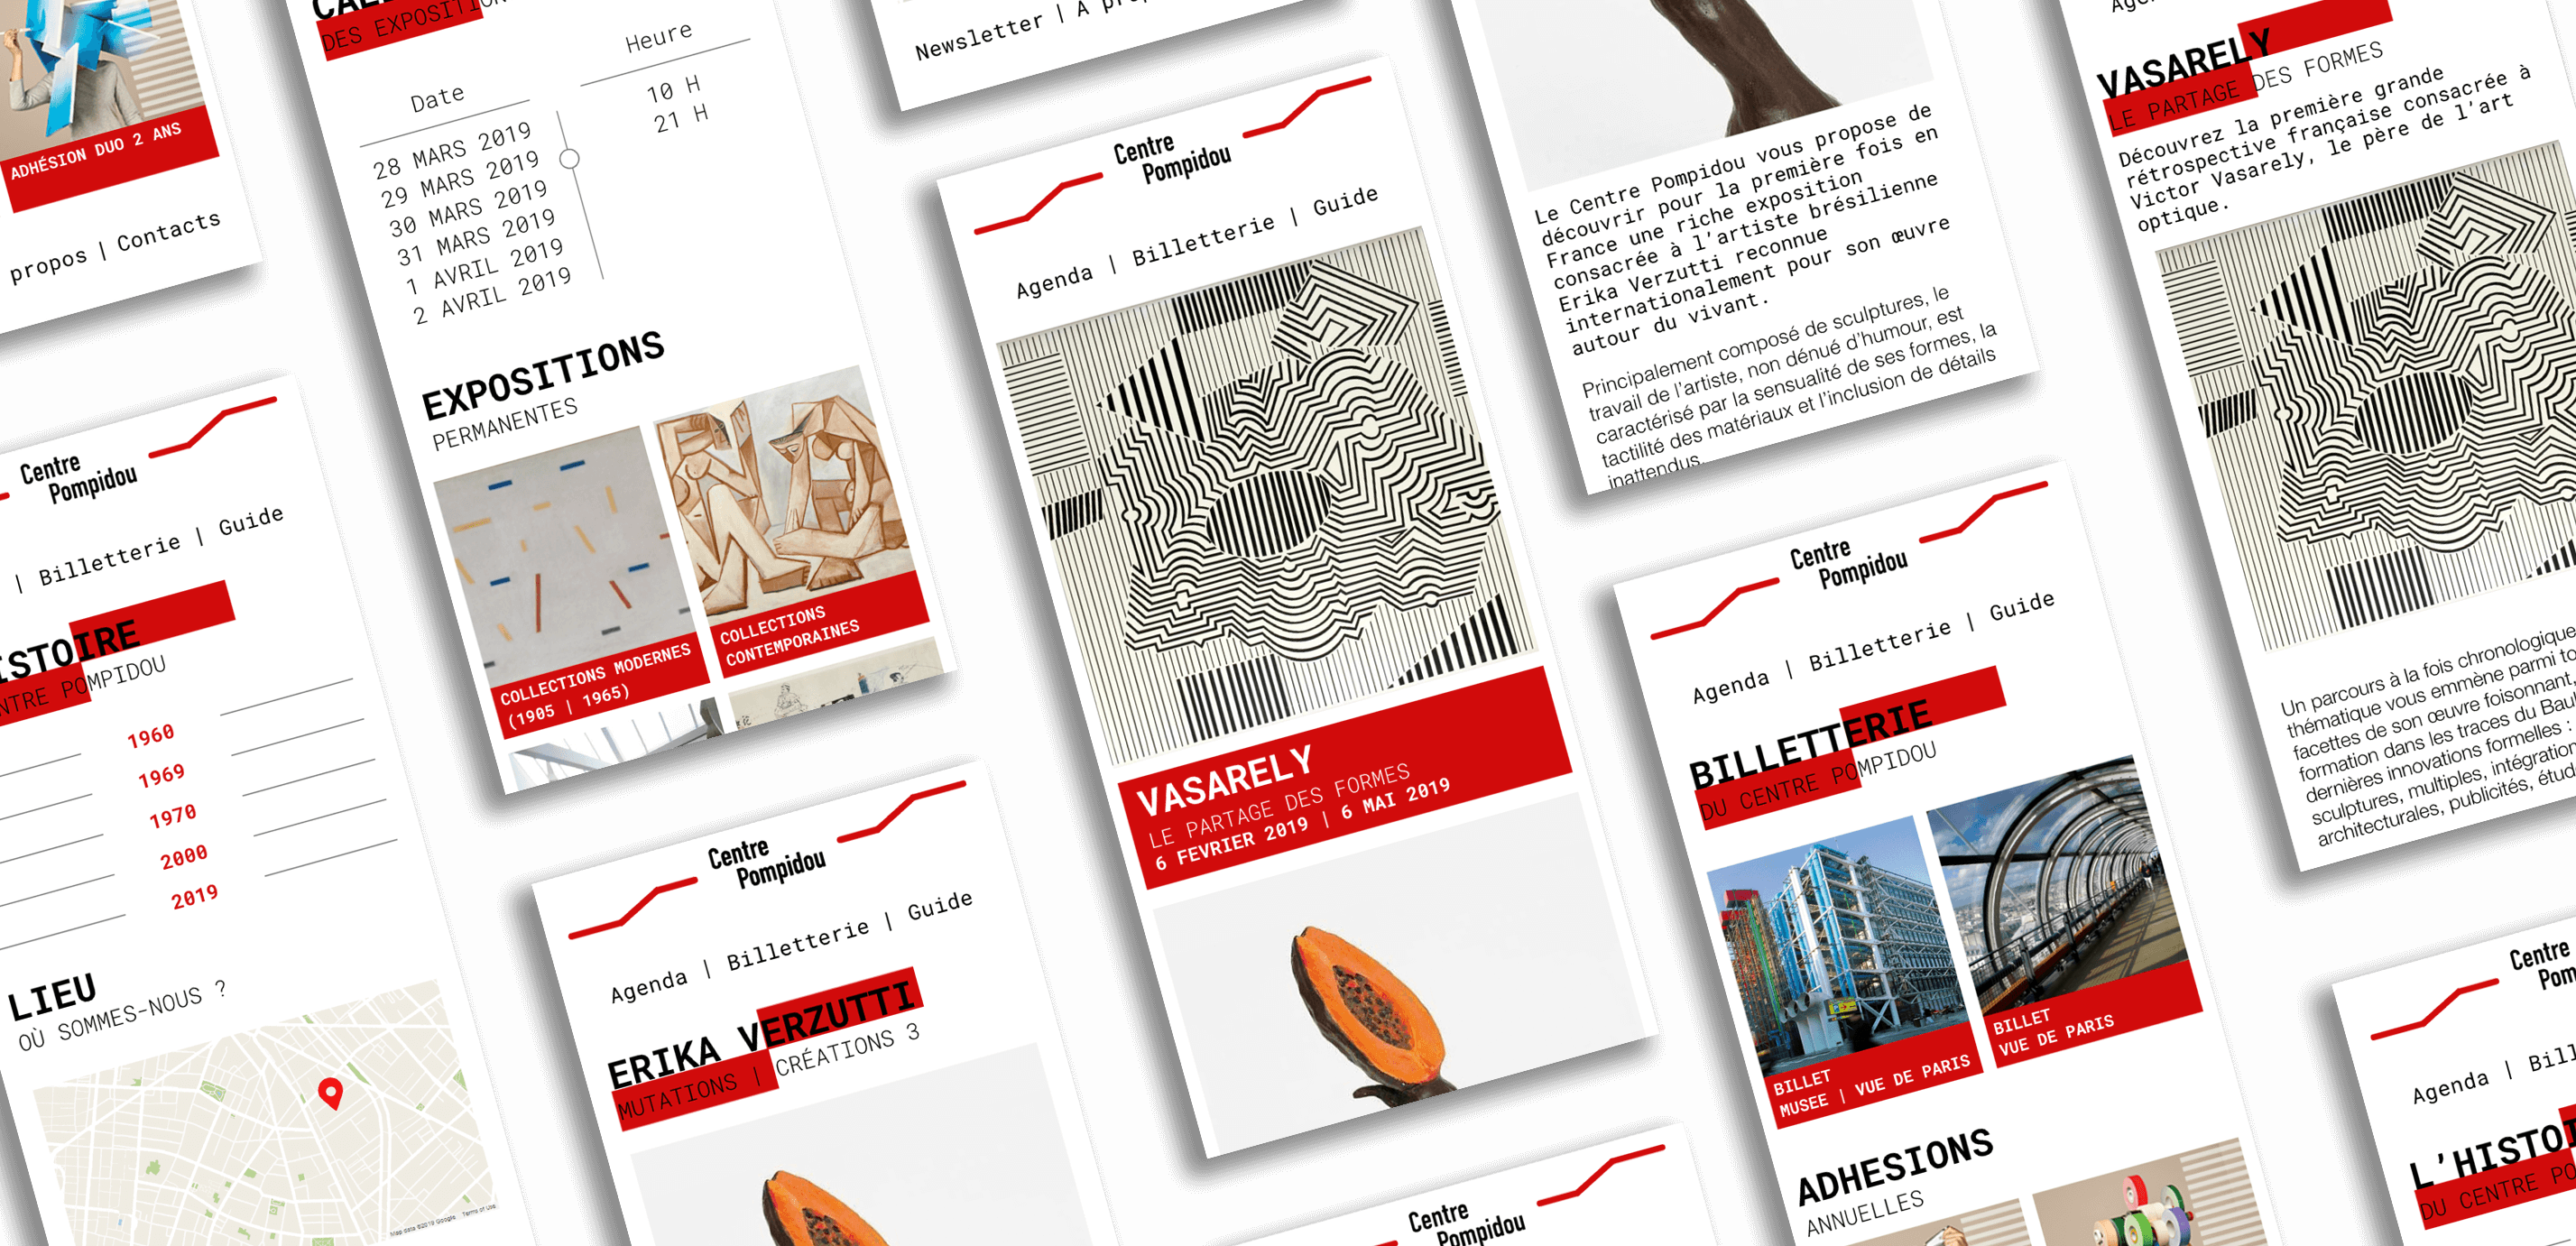 ADHÉSION DUO 2 ANS
propos | Contacts
DES EXPOSITION
Date
Heure
28 MARS 2019
29 MARS 2019
30 MARS 2019
31 MARS 2019
1 AVRIL 2019
2 AVRIL 2019
10 H
21 H
EXPOSITIONS
PERMANENTES
COLLECTIONS MODERNES
(1905 | 1965)
COLLECTIONS
CONTEMPORAINES
Centre
Pompidou
| Billetterie | Guide
ISTOIRE
NTRE POMPIDOU
1960
1969
1970
2000
2019
LIEU
OÙ SOMMES-NOUS ?
Map data ©2019 Google Terms of Use
Newsletter | A pro
Centre
Pompidou
Agenda | Billetterie | Guide
VASARELY
LE PARTAGE DES FORMES
6 FEVRIER 2019 | 6 MAI 2019
Centre
Pompidou
Agenda | Billetterie | Guide
ERIKA VERZUTTI
MUTATIONS | CRÉATIONS 3
Centre
Pompidou
Le Centre Pompidou vous propose de
découvrir pour la première fois en
France une riche exposition
consacrée à l'artiste brésilienne
Erika Verzutti reconnue
internationalement pour son œuvre
autour du vivant.
Principalement composé de sculptures, le
travail de l'artiste, non dénué d'humour, est
caractérisé par la sensualité de ses formes, la
tactilité des matériaux et l'inclusion de détails
inattendus.
Centre
Pompidou
Agenda | Billetterie | Guide
BILLETTERIE
DU CENTRE POMPIDOU
BILLET
MUSEE | VUE DE PARIS
BILLET
VUE DE PARIS
ADHESIONS
ANNUELLES
Age
VASARELY
LE PARTAGE DES FORMES
Découvrez la première grande
rétrospective française consacrée à
Victor Vasarely, le père de l'art
optique.
Un parcours à la fois chronologique
thématique vous emmène parmi to
facettes de son œuvre foisonnant,
formation dans les traces du Bau
dernières innovations formelles :
sculptures, multiples, intégration
architecturales, publicités, étud
Centre
Pom
Agenda | Bill
L'HISTOI
DU CENTRE PO